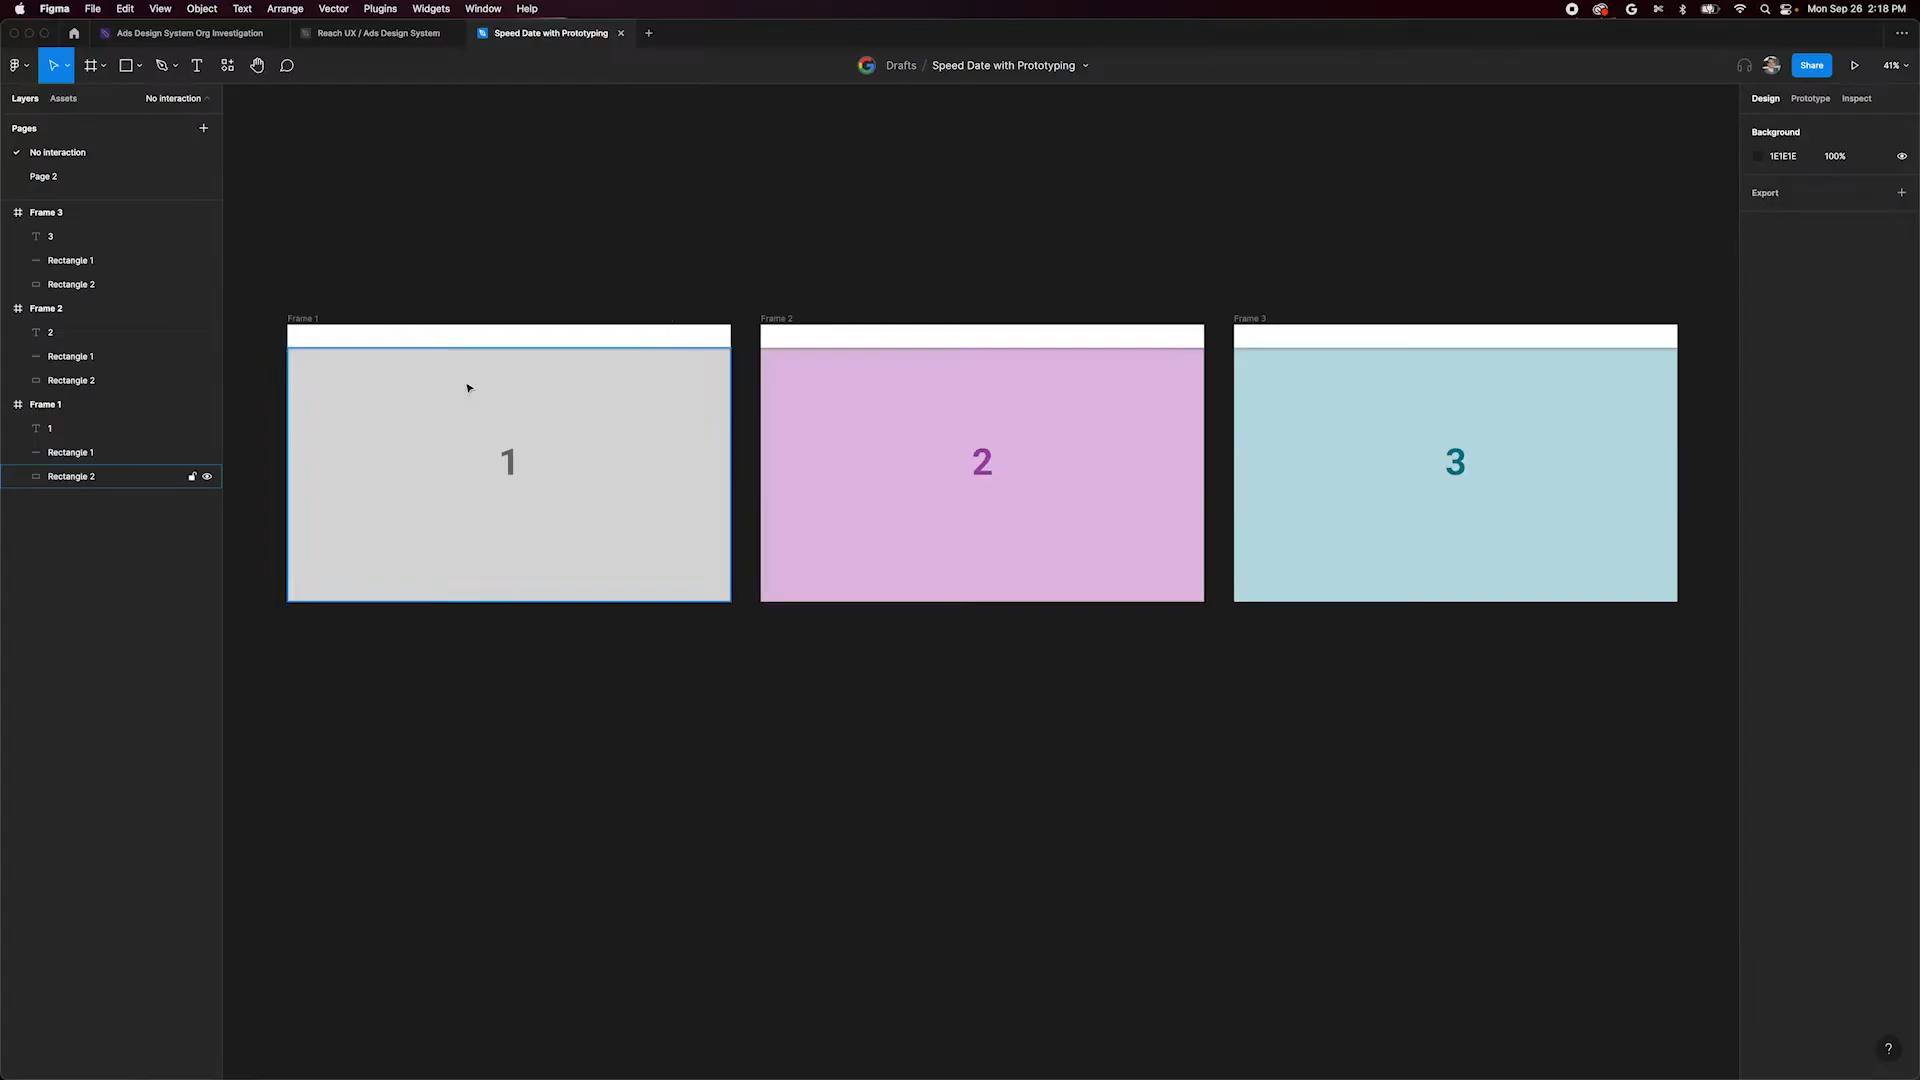 Figma File Edit View Object Text Arrange Vector Plugins Widgets Window Help
Mon Sep 26 2:18 PM
Ads Design System Org Investigation
Reach UX / Ads Design System
Speed Date with Prototyping
Drafts / Speed Date with Prototyping
Share
41%
Layers Assets No interaction
Design Prototype Inspect
Pages
Background
No interaction
1E1E1E 100%
Page 2
Export
Frame 3
3
Rectangle 1
Rectangle 2
Frame 2
2
Rectangle 1
Rectangle 2
Frame 1
1
Rectangle 1
Rectangle 2
Frame 1
Frame 2
Frame 3
1
2
3
?